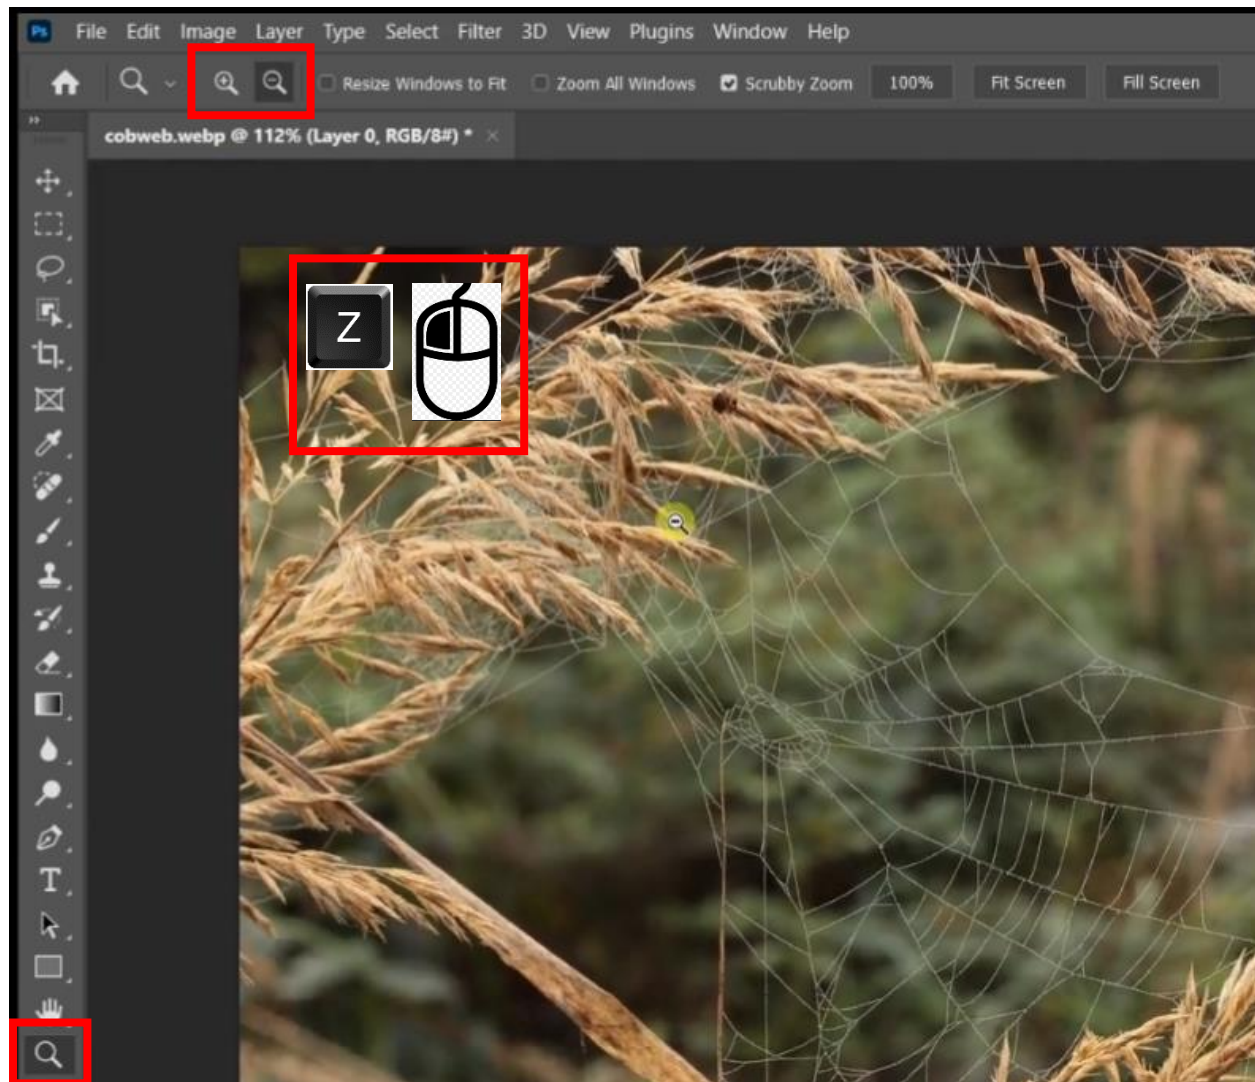 Ps File Edit Image Layer Type Select Filter 3D View Plugins Window Help
Resize Windows to Fit Zoom All Windows Scrubby Zoom 100% Fit Screen Fill Screen
cobweb.webp @ 112% (Layer 0, RGB/8#) * ×
Z
T